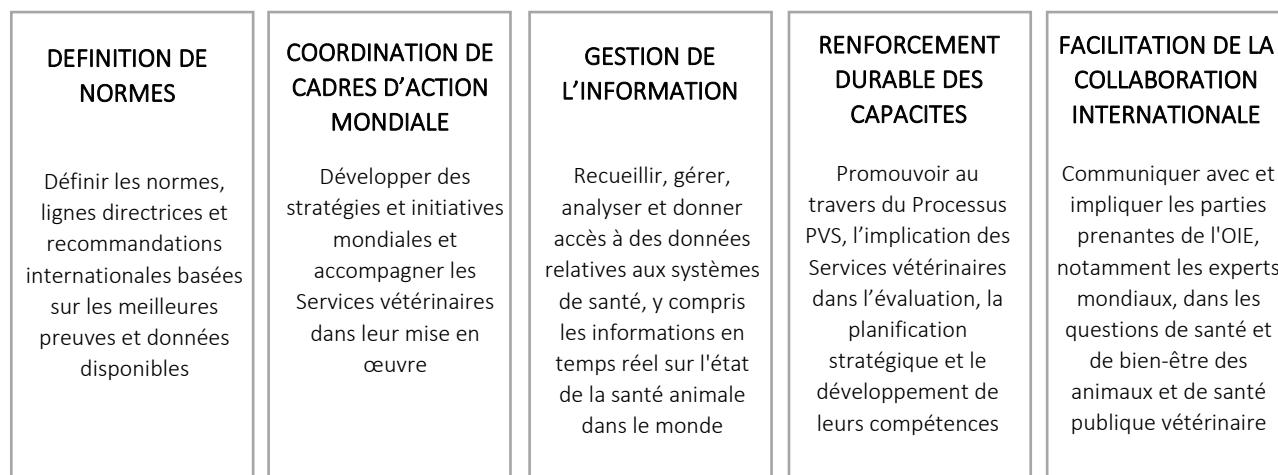 DEFINITION DE
NORMES
Définir les normes,
lignes directrices et
recommandations
internationales basées
sur les meilleures
preuves et données
disponibles
COORDINATION DE
CADRES D’ACTION
MONDIALE
Développer des
stratégies et initiatives
mondiales et
accompagner les
Services vétérinaires
dans leur mise en
œuvre
GESTION DE
L’INFORMATION
Recueillir, gérer,
analyser et donner
accès à des données
relatives aux systèmes
de santé, y compris
les informations en
temps réel sur l'état
de la santé animale
dans le monde
RENFORCEMENT
DURABLE DES
CAPACITES
Promouvoir au
travers du Processus
PVS, l’implication des
Services vétérinaires
dans l’évaluation, la
planification
stratégique et le
développement de
leurs compétences
FACILITATION DE LA
COLLABORATION
INTERNATIONALE
Communiquer avec et
impliquer les parties
prenantes de l'OIE,
notamment les experts
mondiaux, dans les
questions de santé et
de bien-être des
animaux et de santé
publique vétérinaire